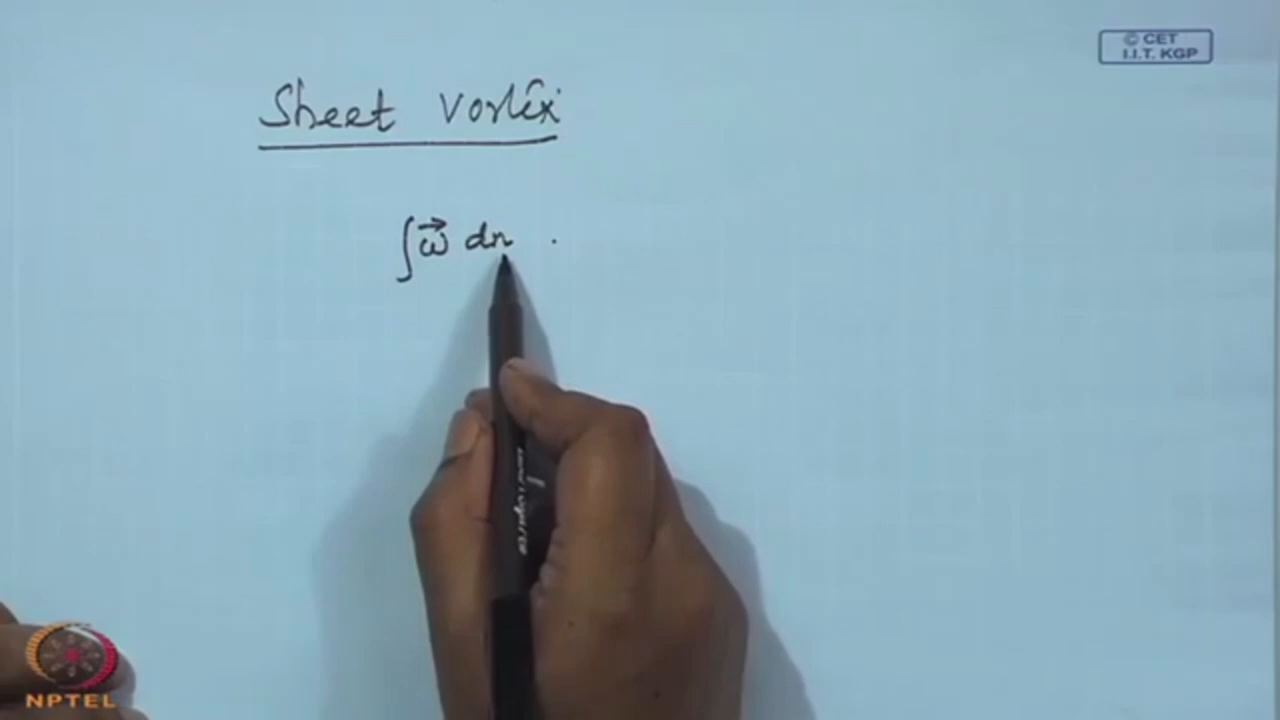 © CET
I.I.T. KGP
Sheet Vortex
∫ω⃗ dn .
NPTEL